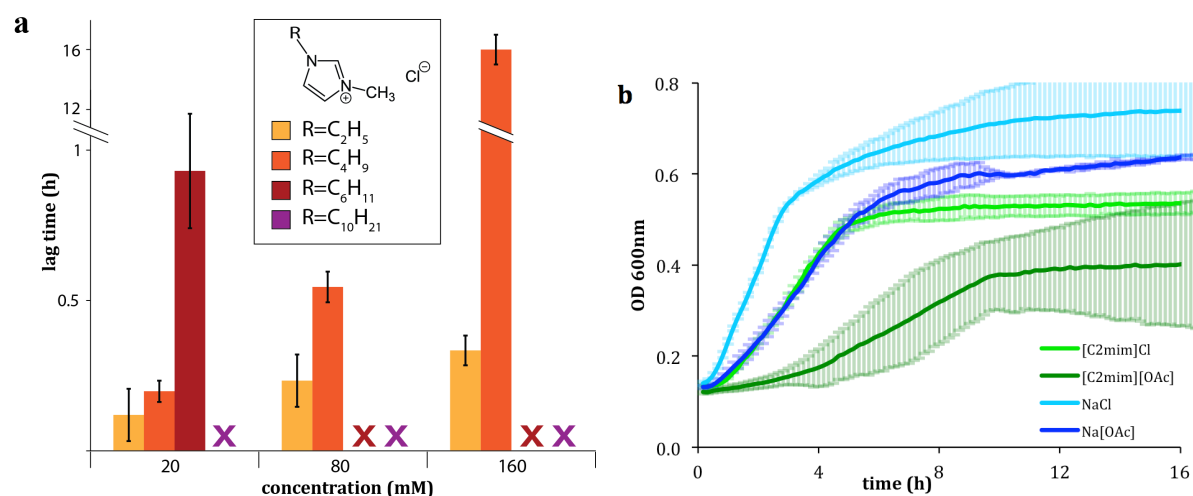 a
16
12
1
0.5
lag time (h)
R
N
N
CH₃
⊕
Cl⊖
R=C₂H₅
R=C₄H₉
R=C₆H₁₁
R=C₁₀H₂₁
X
X X
X X
20 80 160
concentration (mM)
b
0.8
0.6
0.4
0.2
0.0
OD 600nm
[C2mim]Cl
[C2mim][OAc]
NaCl
Na[OAc]
0 4 8 12 16
time (h)